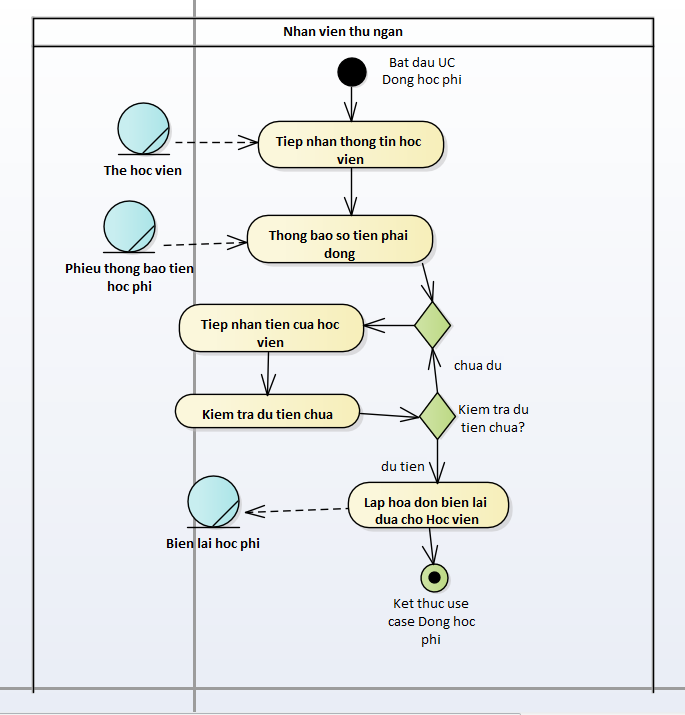 Nhan vien thu ngan
Bat dau UC
Dong hoc phi
Tiep nhan thong tin hoc
vien
The hoc vien
Thong bao so tien phai
dong
Phieu thong bao tien
hoc phi
Tiep nhan tien cua hoc
vien
chua du
Kiem tra du tien chua
Kiem tra du
tien chua?
du tien
Lap hoa don bien lai
dua cho Hoc vien
Bien lai hoc phi
Ket thuc use
case Dong hoc
phi